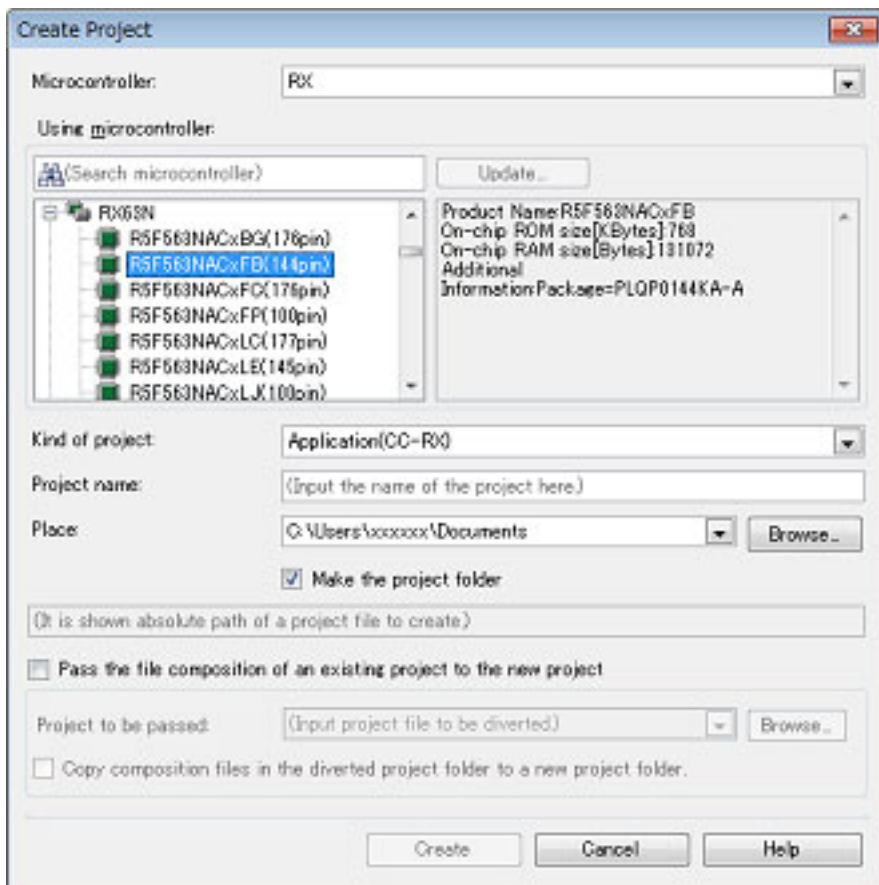 Create Project
Microcontroller: RX
Using microcontroller:
(Search microcontroller) Update...
RX63N
R5F563NACxBG(176pin)
R5F563NACxFB(144pin)
R5F563NACxFC(176pin)
R5F563NACxFP(100pin)
R5F563NACxLC(177pin)
R5F563NACxLE(145pin)
R5F563NACxLJ(100pin)
Product Name:R5F563NACxFB
On-chip ROM size[KBytes]:768
On-chip RAM size[Bytes]:131072
Additional
Information:Package=PLQP0144KA-A
Kind of project: Application(CC-RX)
Project name: (Input the name of the project here.)
Place: C:\Users\xxxxxx\Documents Browse...
Make the project folder
(It is shown absolute path of a project file to create.)
Pass the file composition of an existing project to the new project
Project to be passed: (Input project file to be diverted.) Browse...
Copy composition files in the diverted project folder to a new project folder.
Create Cancel Help